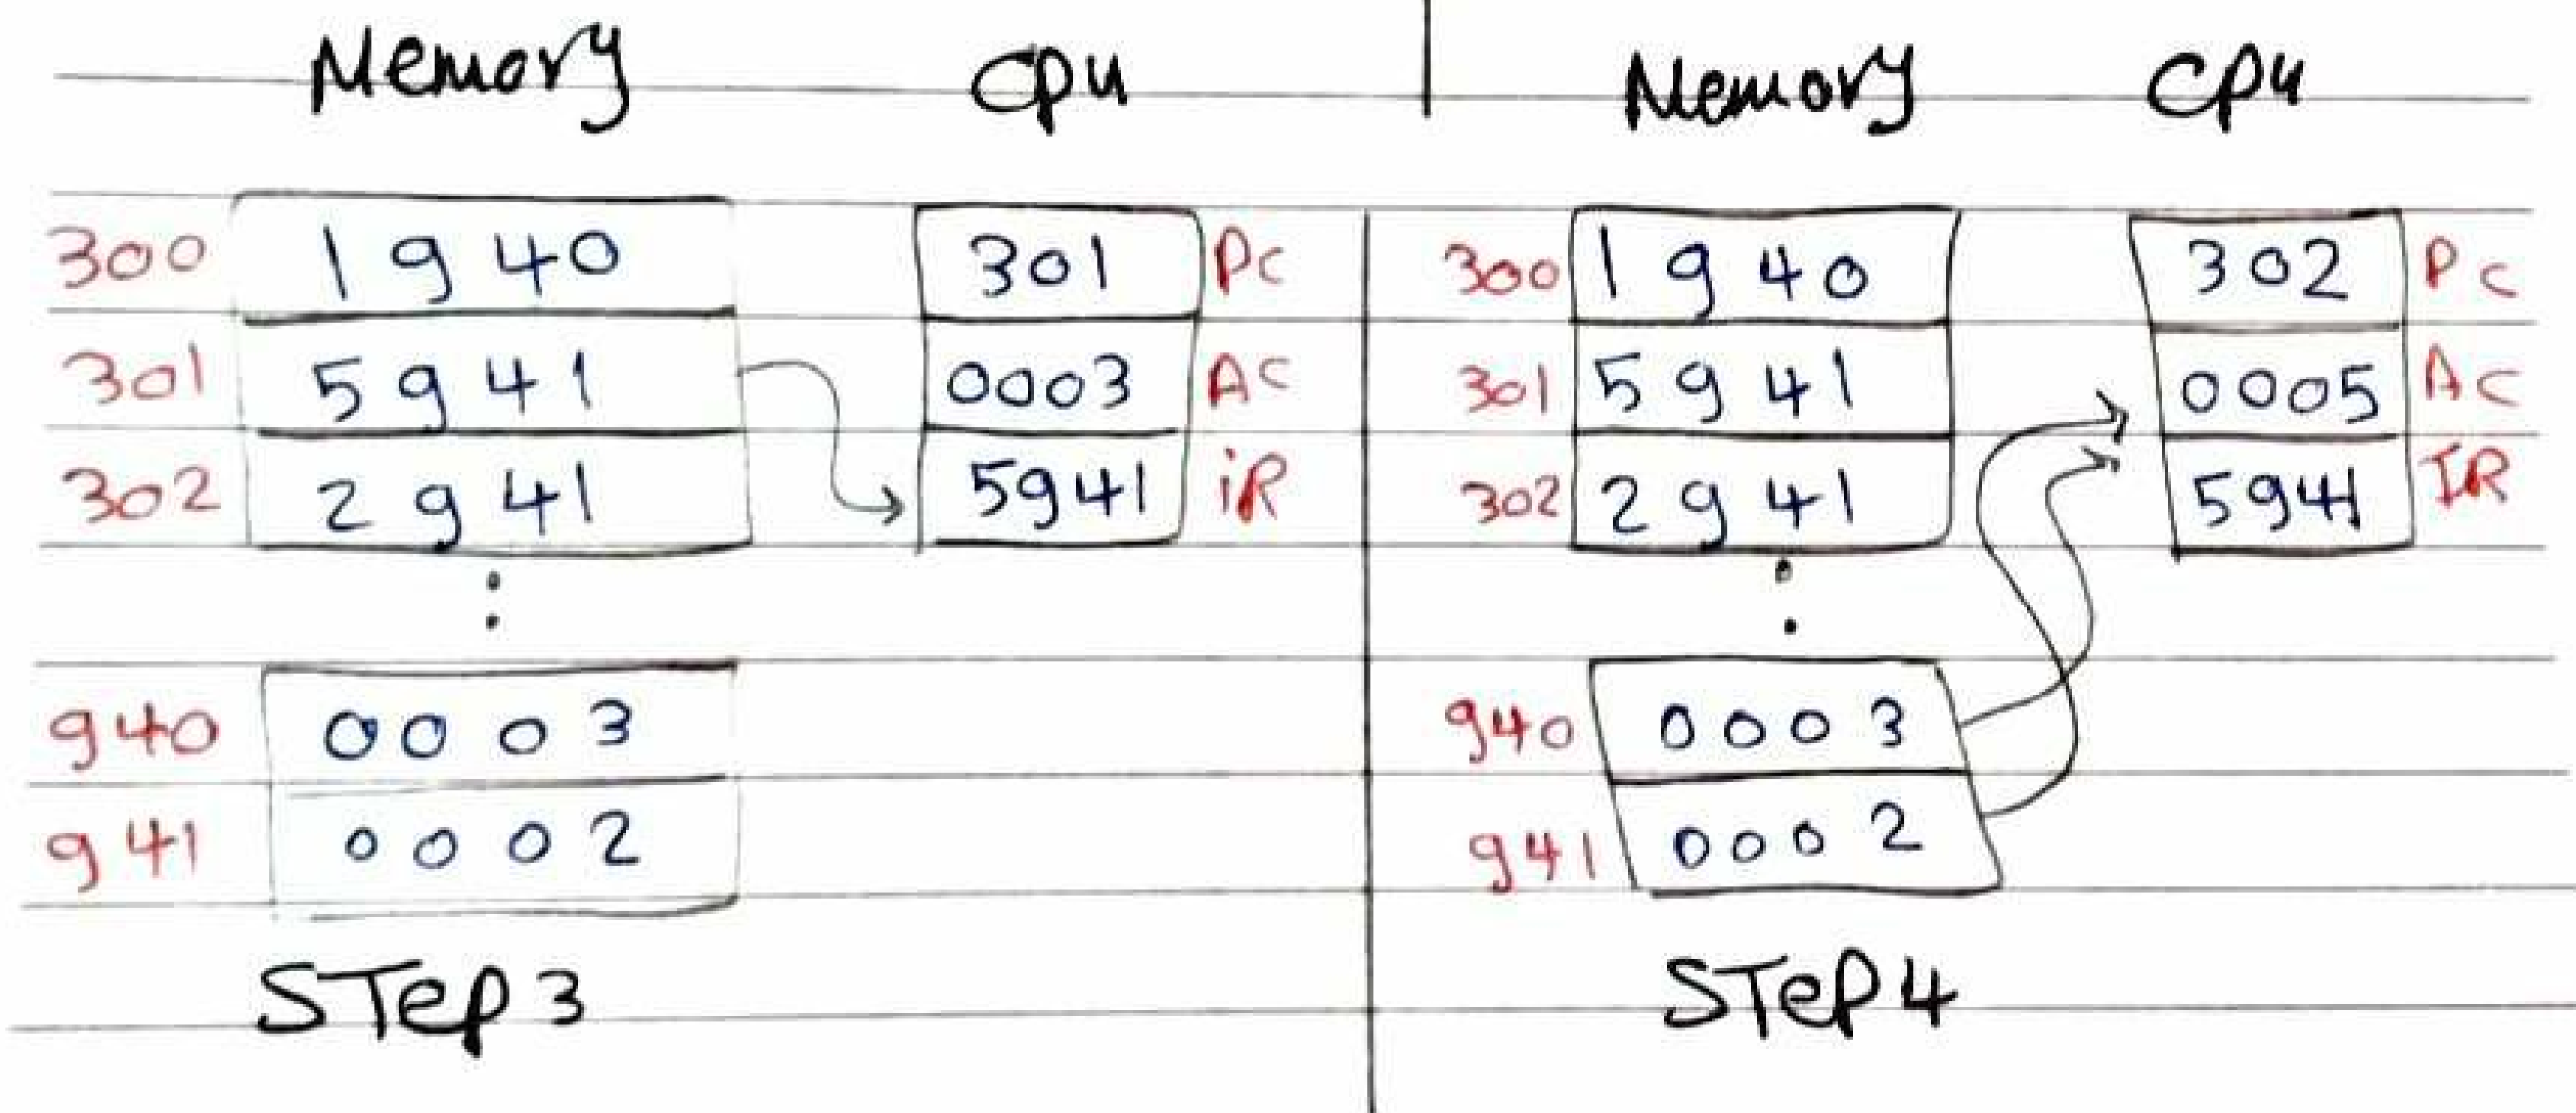 Memory CPU
300 1940 301 PC
301 5941 0003 AC
302 2941 5941 iR
940 0003
941 0002
STeP 3
Memory CPU
300 1940 302 PC
301 5941 0005 AC
302 2941 5941 IR
940 0003
941 0002
STeP 4